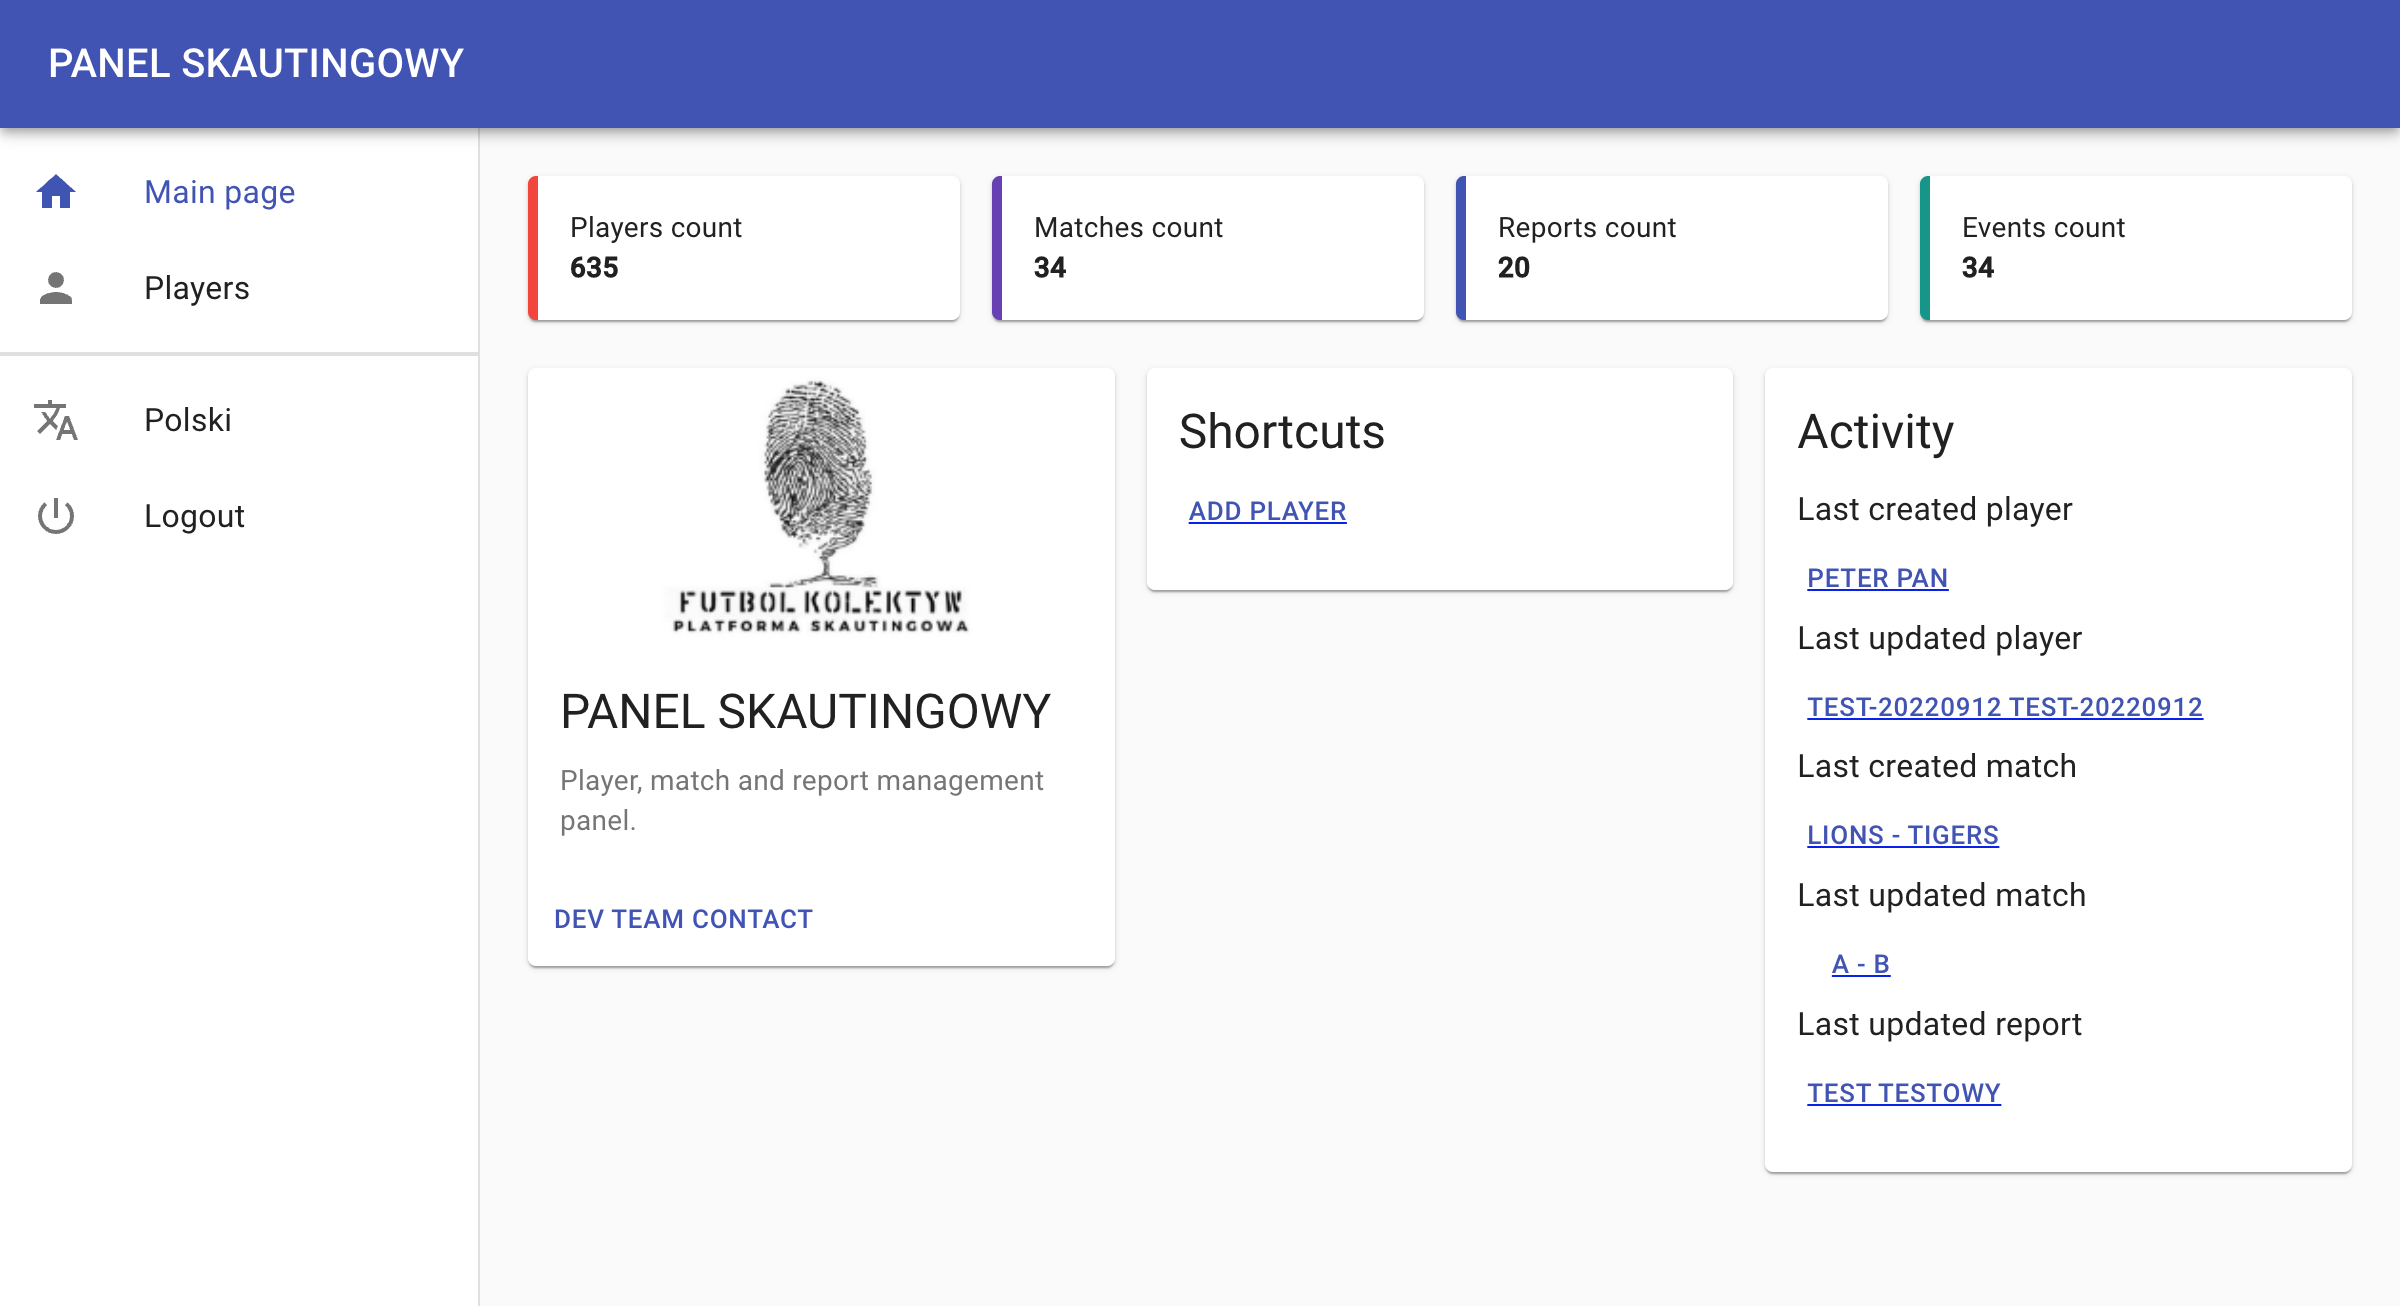 PANEL SKAUTINGOWY
Main page
Players
Polski
Logout
Players count
635
Matches count
34
Reports count
20
Events count
34
FUTBOL KOLEKTYW
PLATFORMA SKAUTINGOWA
PANEL SKAUTINGOWY
Player, match and report management
panel.
DEV TEAM CONTACT
Shortcuts
ADD PLAYER
Activity
Last created player
PETER PAN
Last updated player
TEST-20220912 TEST-20220912
Last created match
LIONS - TIGERS
Last updated match
A - B
Last updated report
TEST TESTOWY